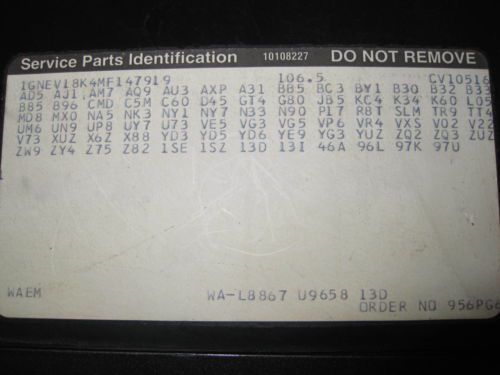 Service Parts Identification 10108227 DO NOT REMOVE
1GNEV18K4MF147919 106.5 CV10516
AD5 AJ1 AM7 AQ9 AU3 AXP A31 BB5 BC3 BY1 B30 B32 B33
B85 B96 CMD C5M C60 D45 GT4 G80 JB5 KC4 K34 K60 L05
MD8 MX0 NA5 NK3 NY1 NY7 N33 N90 P17 R8T SLM TR9 TT4
UM6 UN9 UP8 UY7 U73 VE5 VG3 VG5 VP6 VR4 VXS V02 V22
V73 XUZ X6Z X88 YD3 YD5 YD6 YE9 YG3 YUZ ZQ2 ZQ3 ZU2
ZW9 ZY4 Z75 Z82 1SE 1SZ 13D 13I 46A 96L 97K 97U
WAEM WA-L8867 U9658 13D
ORDER NO 956PG6